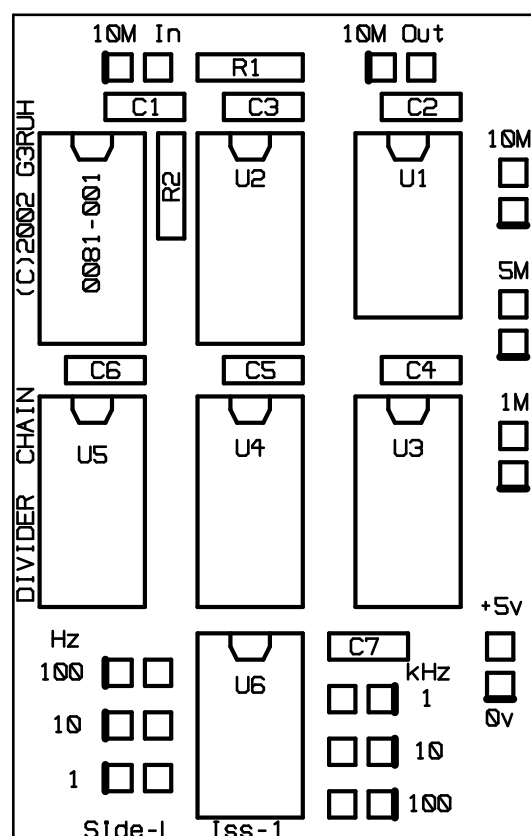 10M In
10M Out
R1
C1
C3
C2
(C)2002 G3RUH
10M
0081-001
R2
U2
U1
5M
C6
C5
C4
1M
U5
U4
U3
DIVIDER CHAIN
+5v
Hz
C7
kHz
100
U6
1
0v
10
10
1
100
SIde-L Iss-1